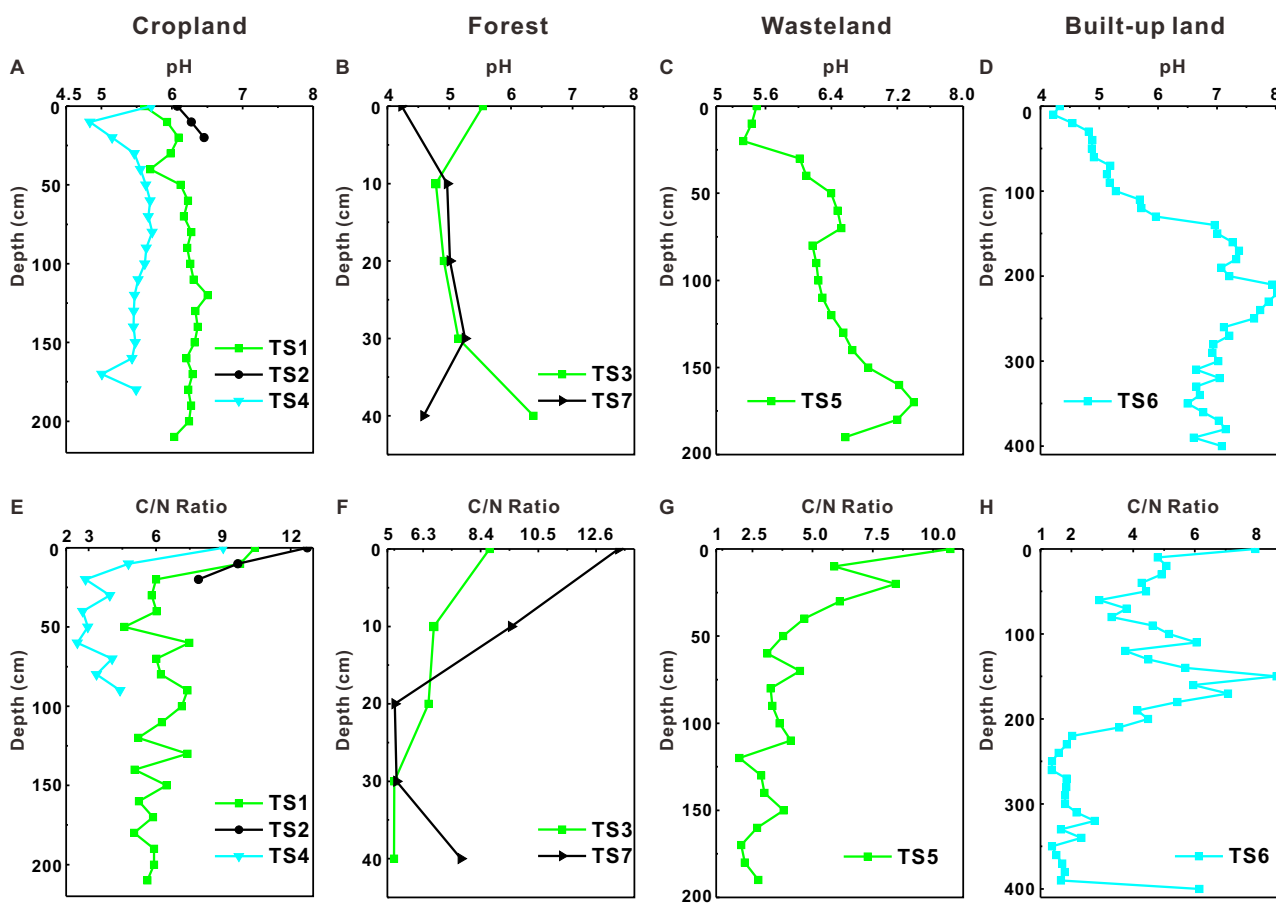 Cropland Forest Wasteland Built-up land
A pH B pH C pH D pH
4.5 5 6 7 8 4 5 6 7 8 5 5.6 6.4 7.2 8.0 4 5 6 7 8
Depth (cm) Depth (cm) Depth (cm) Depth (cm)
0 50 100 150 200
0 10 20 30 40
0 50 100 150 200
0 100 200 300 400
TS1
TS2
TS4
TS3
TS7
TS5
TS6
E C/N Ratio F C/N Ratio G C/N Ratio H C/N Ratio
2 3 6 9 12 5 6.3 8.4 10.5 12.6 1 2.5 5.0 7.5 10.0 1 2 4 6 8
Depth (cm) Depth (cm) Depth (cm) Depth (cm)
0 50 100 150 200
0 10 20 30 40
0 50 100 150 200
0 100 200 300 400
TS1
TS2
TS4
TS3
TS7
TS5
TS6